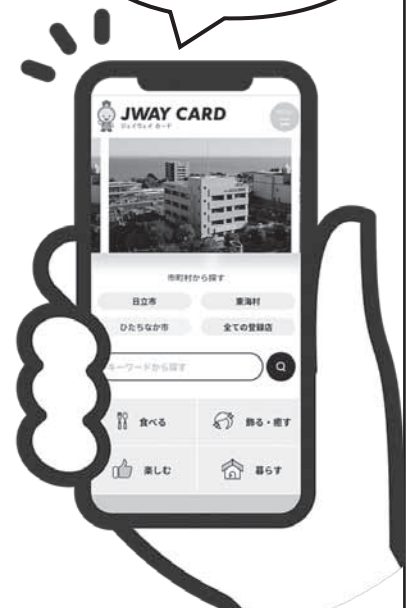 JWAY CARD
ジェイウェイ カード
市町村から探す
日立市 東海村
ひたちなか市 全ての登録店
キーワードから探す
食べる 飾る・癒す
楽しむ 暮らす